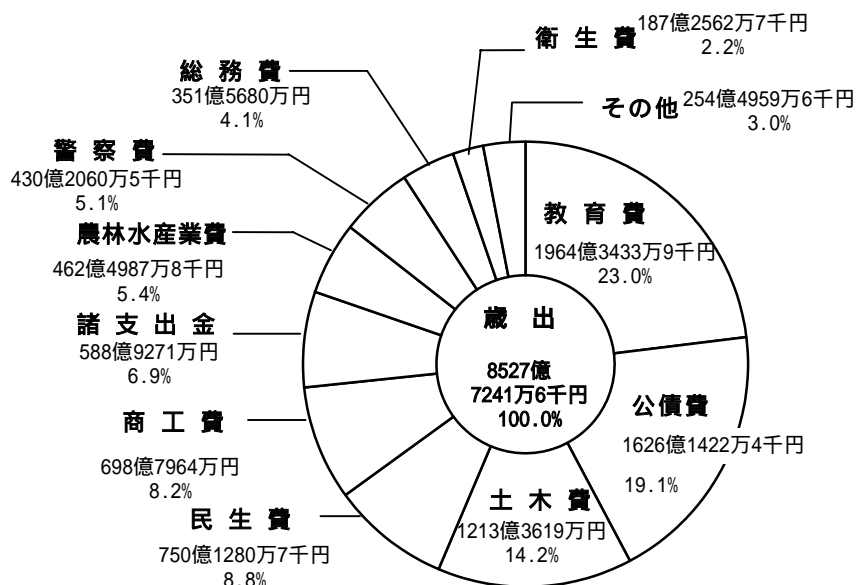 衛生費
187億2562万7千円
2.2%
総務費
351億5680万円
4.1%
その他
254億4959万6千円
3.0%
警察費
430億2060万5千円
5.1%
農林水産業費
462億4987万8千円
5.4%
諸支出金
588億9271万円
6.9%
商工費
698億7964万円
8.2%
民生費
750億1280万7千円
8.8%
教育費
1964億3433万9千円
23.0%
歳出
8527億
7241万6千円
100.0%
公債費
1626億1422万4千円
19.1%
土木費
1213億3619万円
14.2%